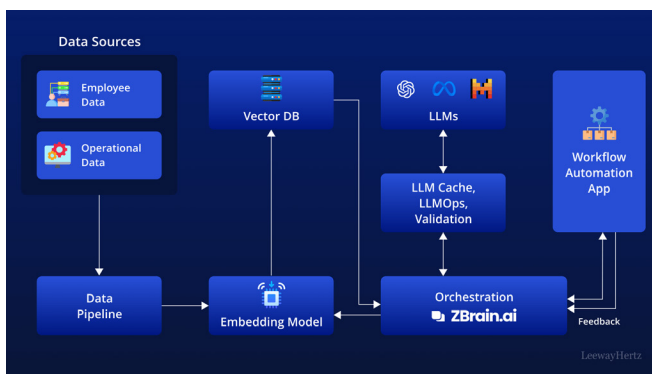 Data Sources
Employee
Data
Operational
Data
Vector DB
LLMs
LLM Cache,
LLMOps,
Validation
Workflow
Automation
App
Data
Pipeline
Embedding Model
Orchestration
ZBrain.ai
Feedback
LeewayHertz